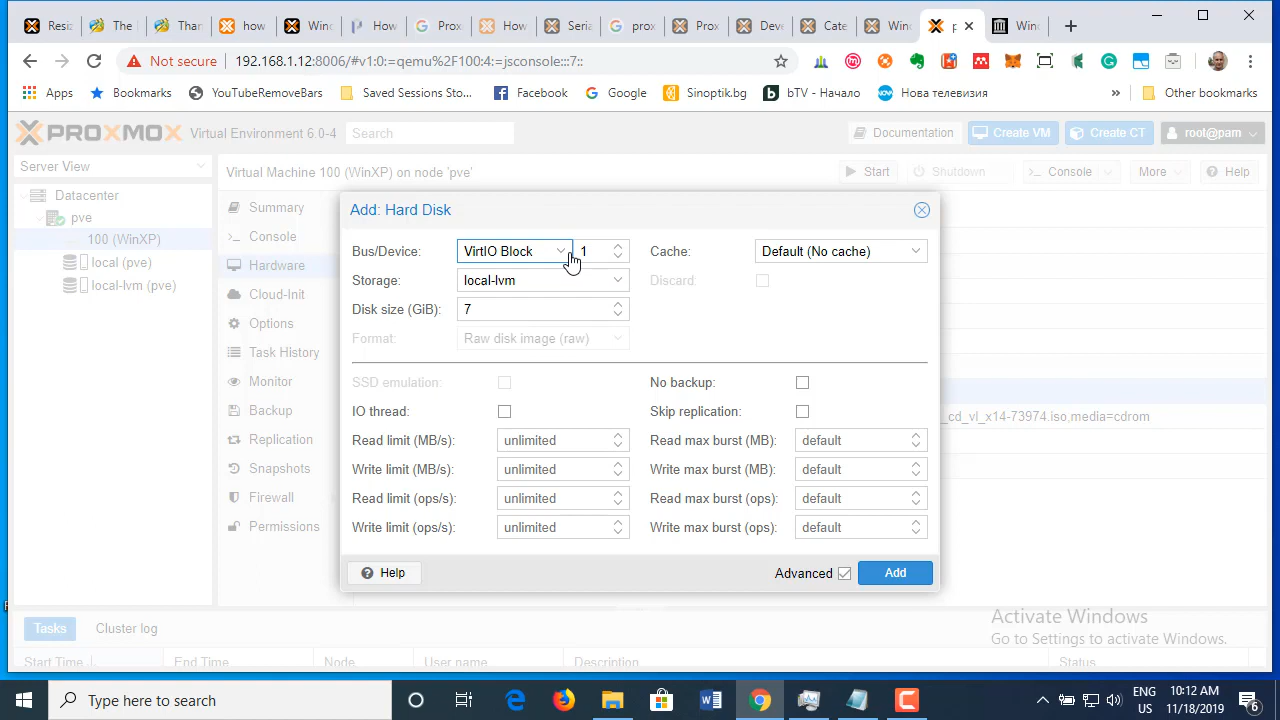 Resi
The
Thar
how
Winc
How
Prox
How
Seria
prox
Prox
Deve
Cate
Winc
p
Winc
Not secure
192.168.1.12:8006/#v1:0:=qemu%2F100:4:=jsconsole:::7::
Apps
Bookmarks
YouTubeRemoveBars
Saved Sessions Sto...
Facebook
Google
Sinoptik.bg
bTV - Начало
Нова телевизия
»
Other bookmarks
PROXMOX
Virtual Environment 6.0-4
Search
Documentation
Create VM
Create CT
root@pam
Server View
Virtual Machine 100 (WinXP) on node 'pve'
Start
Shutdown
Console
More
Help
Datacenter
pve
100 (WinXP)
local (pve)
local-lvm (pve)
Summary
Console
Hardware
Cloud-Init
Options
Task History
Monitor
Backup
Replication
Snapshots
Firewall
Permissions
Add: Hard Disk
Bus/Device:
VirtIO Block
1
Cache:
Default (No cache)
Storage:
local-lvm
Discard:
Disk size (GiB):
7
Format:
Raw disk image (raw)
SSD emulation:
No backup:
IO thread:
Skip replication:
_cd_vl_x14-73974.iso,media=cdrom
Read limit (MB/s):
unlimited
Read max burst (MB):
default
Write limit (MB/s):
unlimited
Write max burst (MB):
default
Read limit (ops/s):
unlimited
Read max burst (ops):
default
Write limit (ops/s):
unlimited
Write max burst (ops):
default
Help
Advanced
Add
Activate Windows
Go to Settings to activate Windows.
Tasks
Cluster log
Start Time
End Time
Node
User name
Description
Status
Type here to search
ENG
US
10:12 AM
11/18/2019
6